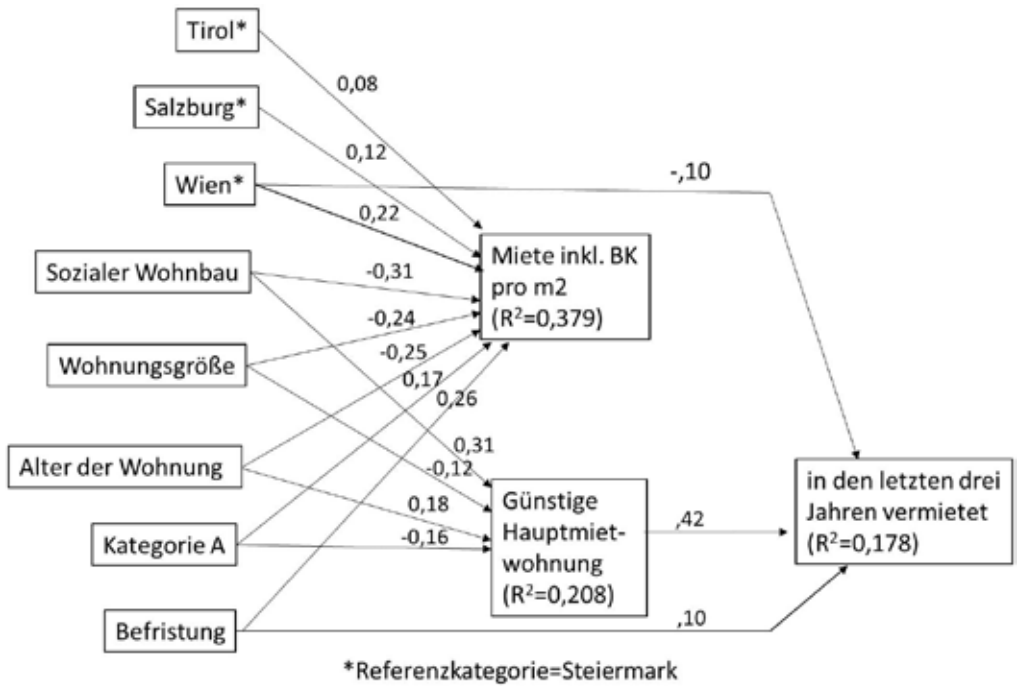 Tirol*
0,08
Salzburg*
0,12
Wien*
-,10
0,22
Miete inkl. BK
pro m2
(R²=0,379)
Sozialer Wohnbau
-0,31
-0,24
Wohnungsgröße
-0,25
0,17
0,26
Alter der Wohnung
0,31
-0,12
0,18
-0,16
Kategorie A
Günstige
Hauptmiet-
wohnung
(R²=0,208)
,42
in den letzten drei
Jahren vermietet
(R²=0,178)
Befristung
,10
*Referenzkategorie=Steiermark